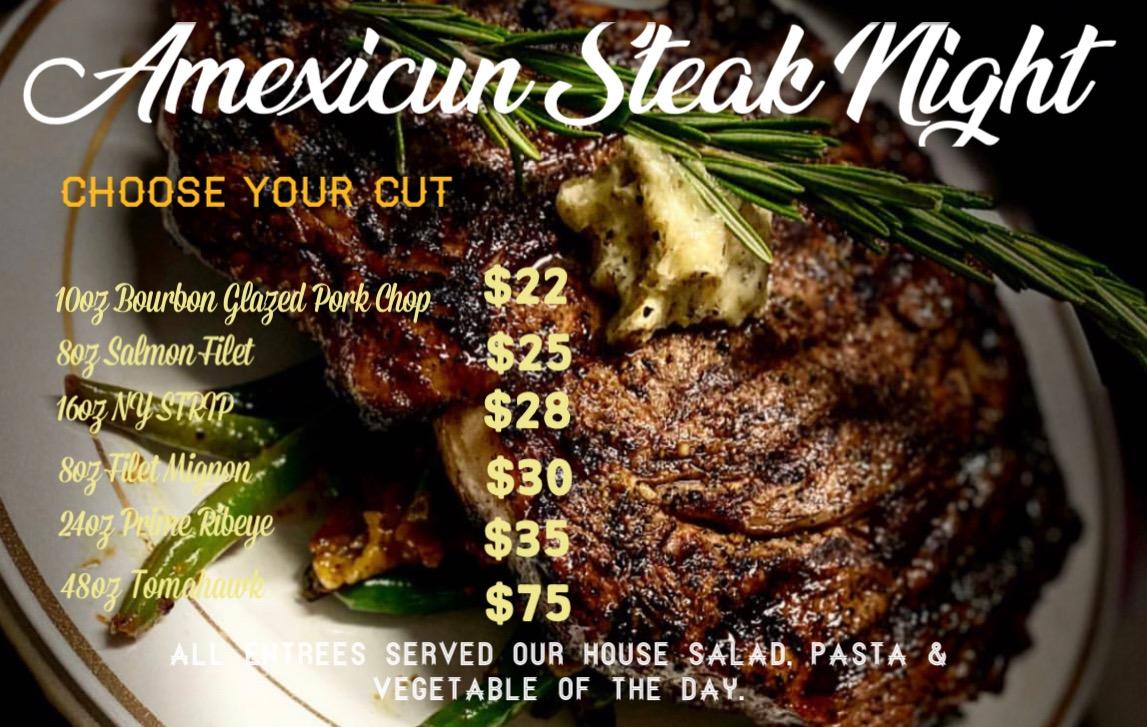 Amexicun Steak Night
CHOOSE YOUR CUT
10oz Bourbon Glazed Pork Chop $22
8oz Salmon Filet $25
16oz NY STRIP $28
8oz Filet Mignon $30
24oz Prime Ribeye $35
48oz Tomahawk $75
ALL ENTREES SERVED OUR HOUSE SALAD, PASTA &
VEGETABLE OF THE DAY.